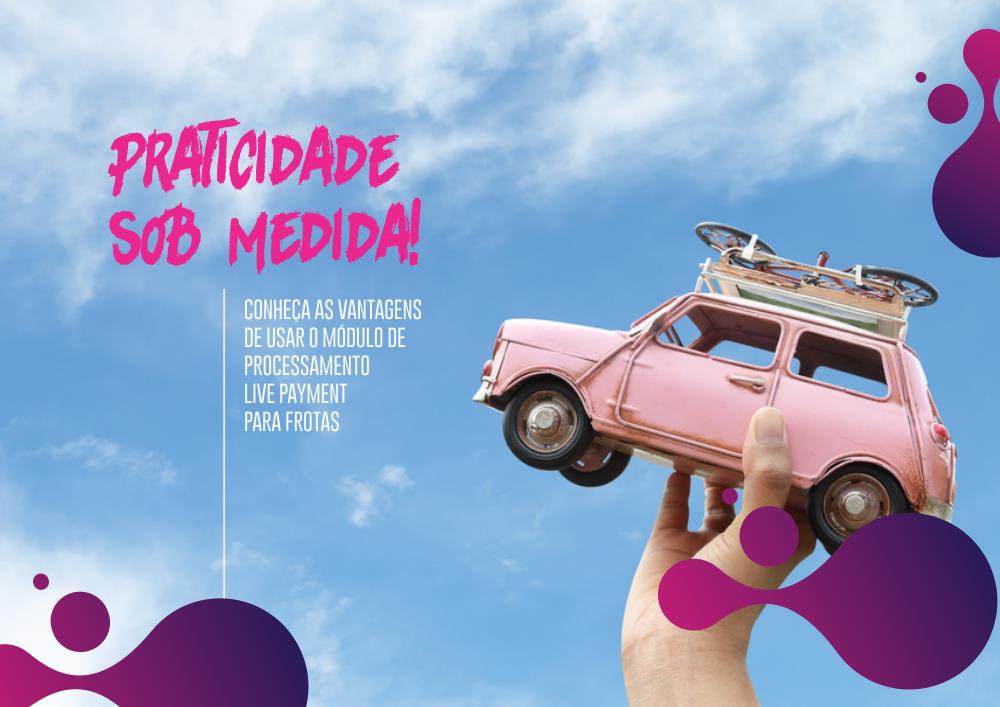 PRATICIDADE
SOB MEDIDA!
CONHEÇA AS VANTAGENS
DE USAR O MÓDULO DE
PROCESSAMENTO
LIVE PAYMENT
PARA FROTAS